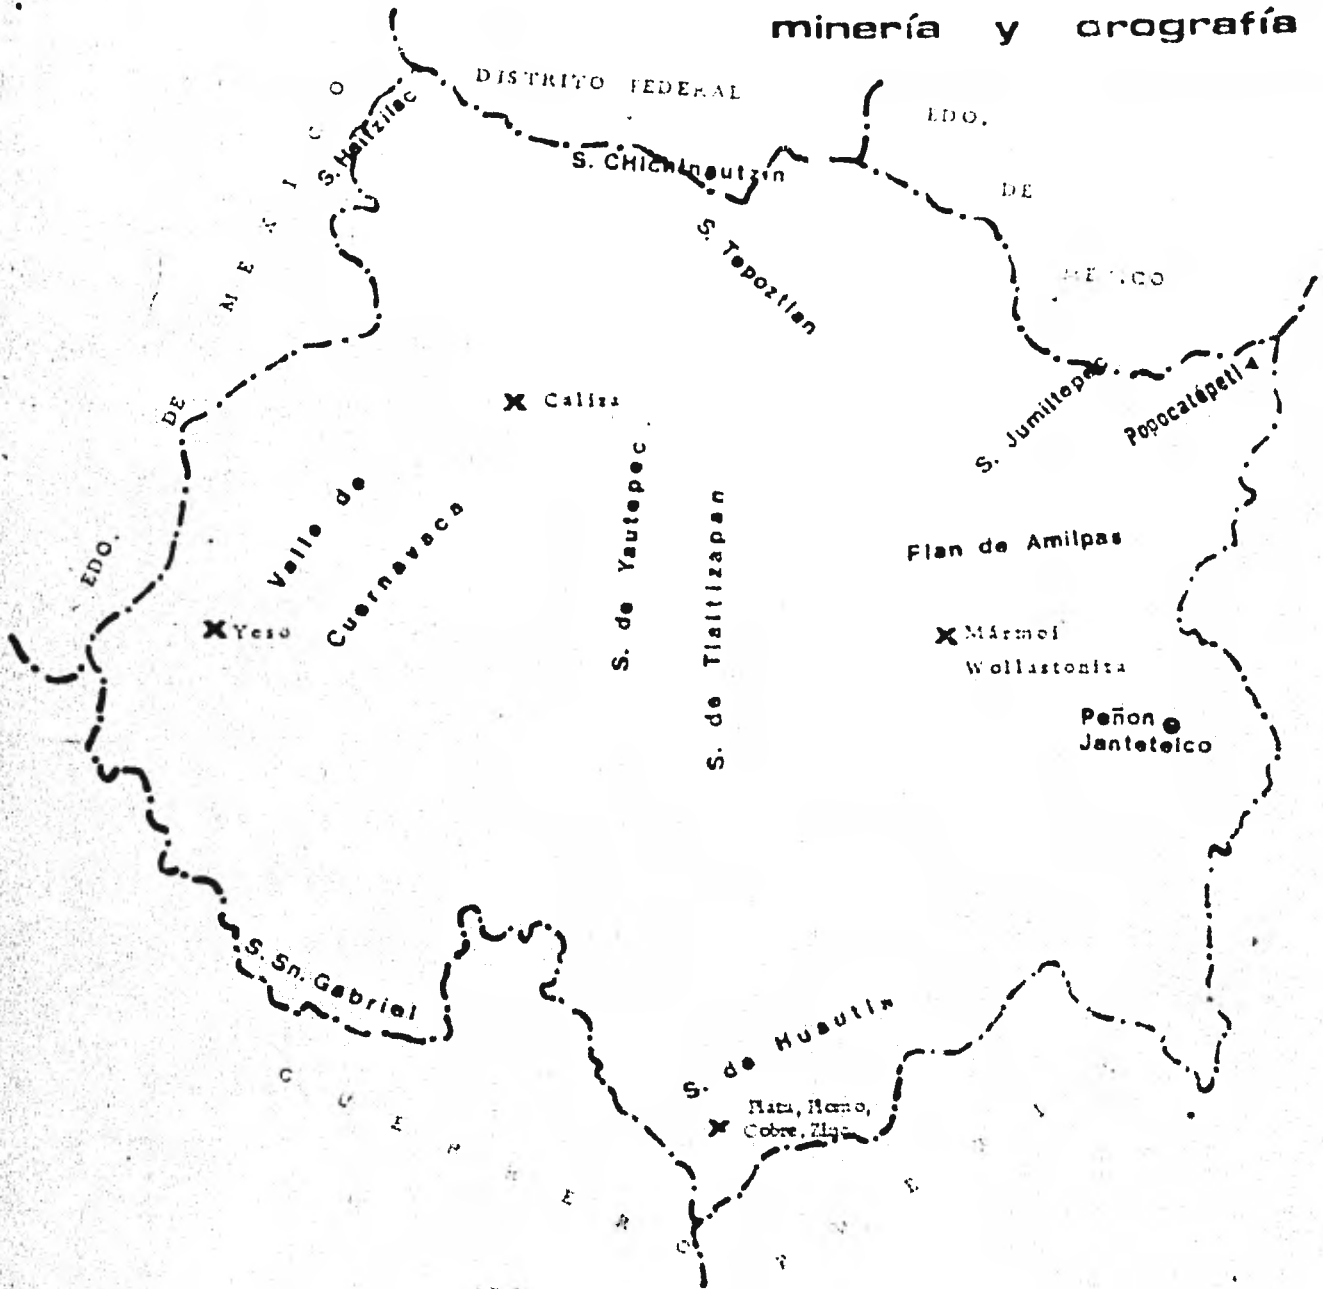 minería y orografía
DISTRITO FEDERAL
EDO.
DE
MEXICO
EDO.
DE
MEXICO
S. Huitzilac
S. CHichinautzin
S. Tepoztlan
S. Jumiltepec
Popocatépetl
X Caliza
Valle de
Cuernavaca
S. de Yautepec
S. de Tlaltizapan
Plan de Amilpas
X Yeso
X Mármol
Wollastonita
Peñon
Jantetelco
S. Sn. Gabriel
S. de Huautla
X Plata, Plomo,
Cobre, Zinc
GUERRERO